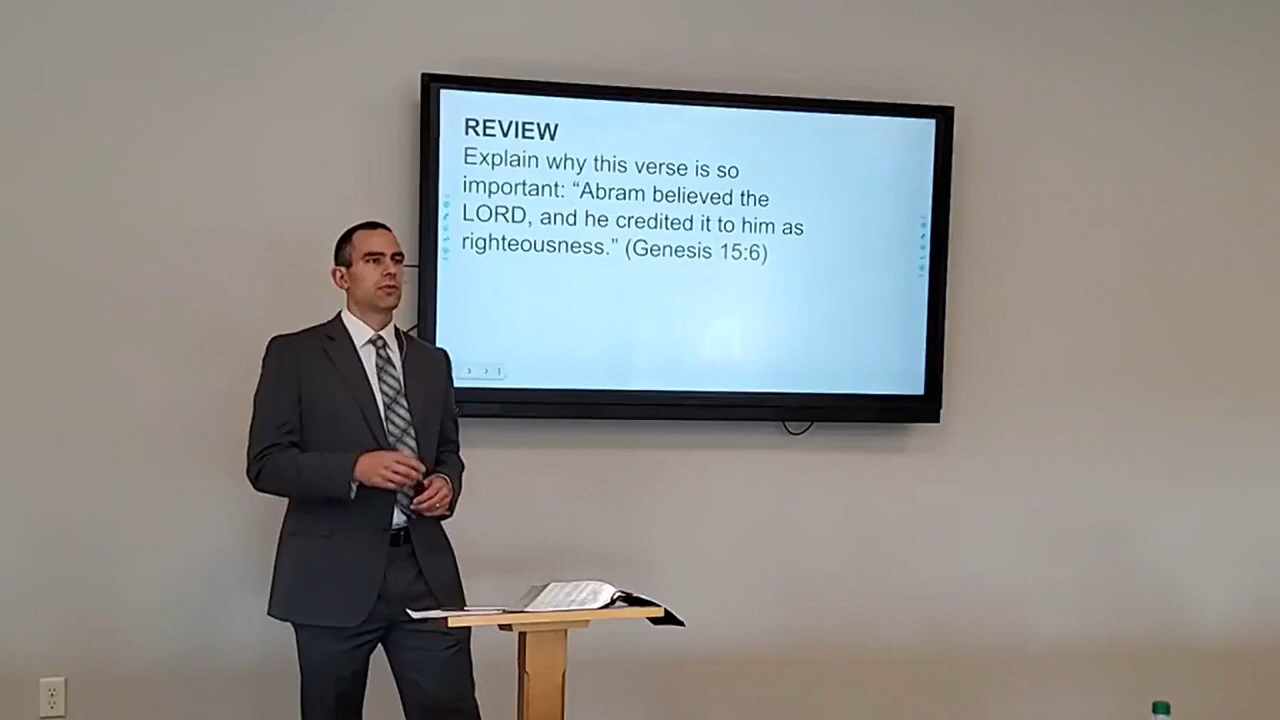 REVIEW
Explain why this verse is so
important: “Abram believed the
LORD, and he credited it to him as
righteousness.” (Genesis 15:6)